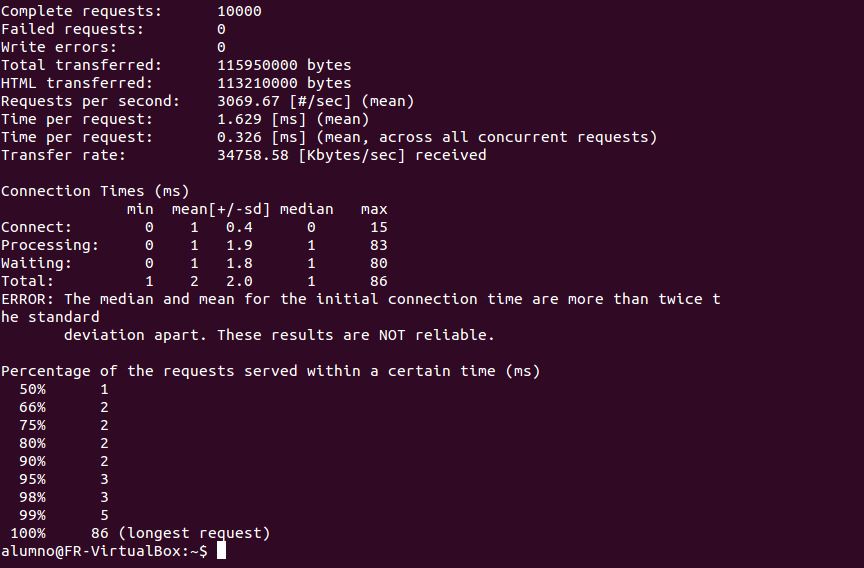 Complete requests:      10000
Failed requests:        0
Write errors:           0
Total transferred:      115950000 bytes
HTML transferred:       113210000 bytes
Requests per second:    3069.67 [#/sec] (mean)
Time per request:       1.629 [ms] (mean)
Time per request:       0.326 [ms] (mean, across all concurrent requests)
Transfer rate:          34758.58 [Kbytes/sec] received

Connection Times (ms)
              min  mean[+/-sd] median   max
Connect:        0    1   0.4      0      15
Processing:     0    1   1.9      1      83
Waiting:        0    1   1.8      1      80
Total:          1    2   2.0      1      86
ERROR: The median and mean for the initial connection time are more than twice t
he standard
       deviation apart. These results are NOT reliable.

Percentage of the requests served within a certain time (ms)
  50%      1
  66%      2
  75%      2
  80%      2
  90%      2
  95%      3
  98%      3
  99%      5
 100%     86 (longest request)
alumno@FR-VirtualBox:~$